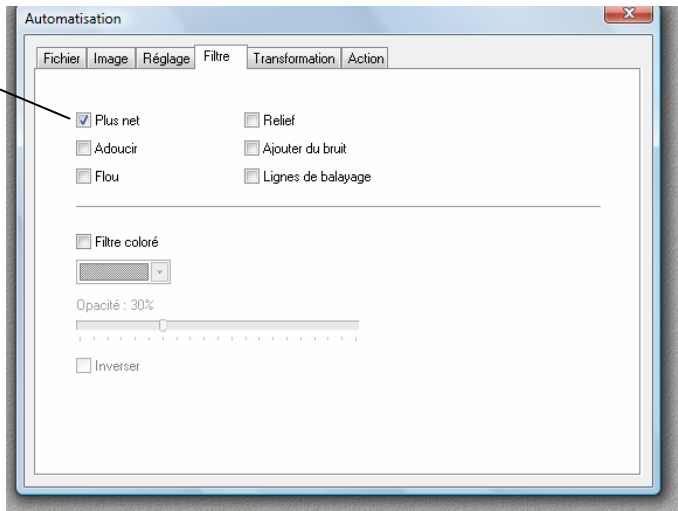 Automatisation
Fichier Image Réglage Filtre Transformation Action
Plus net Relief
Adoucir Ajouter du bruit
Flou Lignes de balayage
Filtre coloré
Opacité : 30%
Inverser